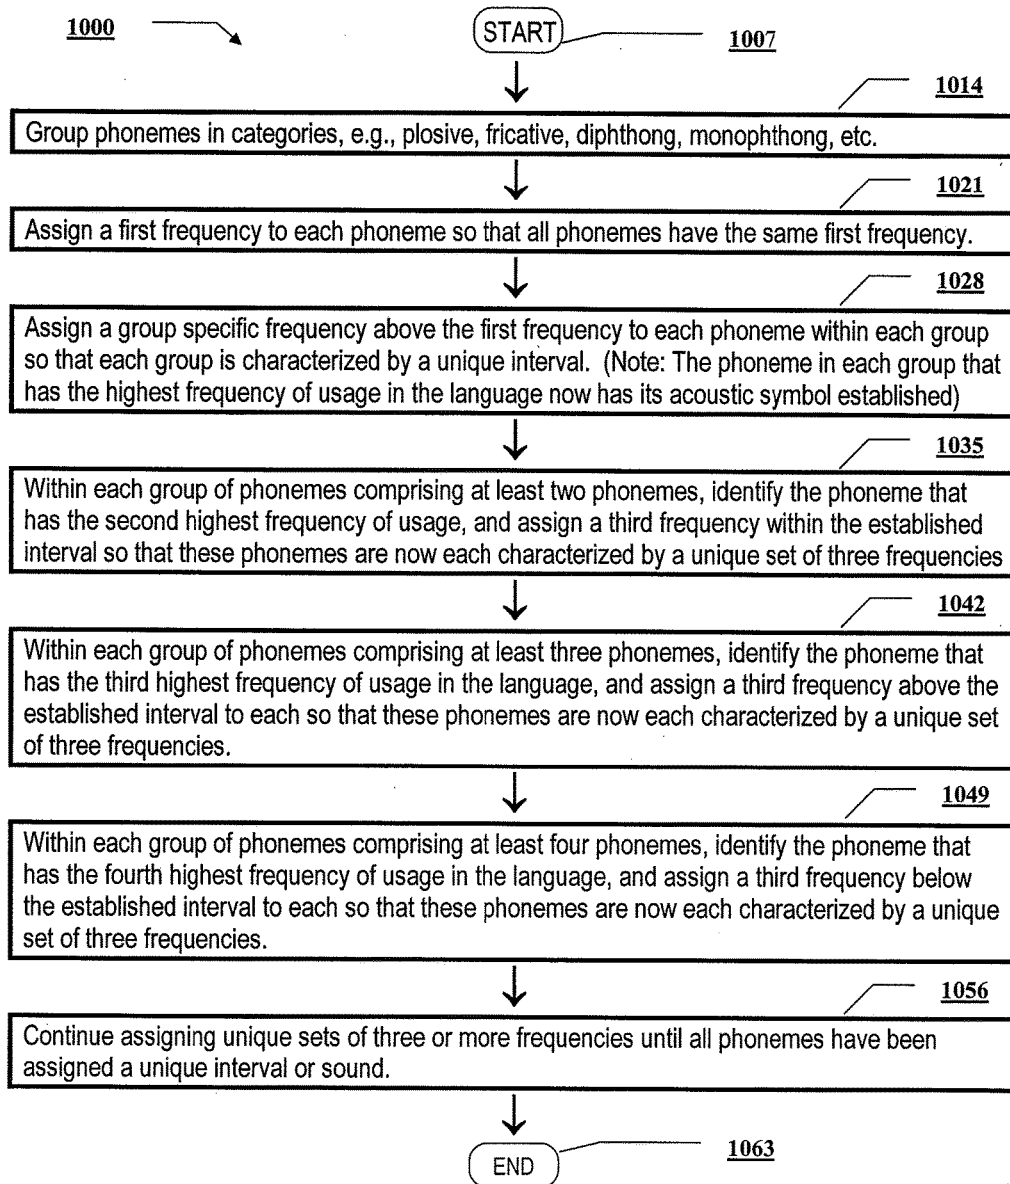 1000
START
1007
1014
Group phonemes in categories, e.g., plosive, fricative, diphthong, monophthong, etc.
1021
Assign a first frequency to each phoneme so that all phonemes have the same first frequency.
1028
Assign a group specific frequency above the first frequency to each phoneme within each group
so that each group is characterized by a unique interval. (Note: The phoneme in each group that
has the highest frequency of usage in the language now has its acoustic symbol established)
1035
Within each group of phonemes comprising at least two phonemes, identify the phoneme that
has the second highest frequency of usage, and assign a third frequency within the established
interval so that these phonemes are now each characterized by a unique set of three frequencies
1042
Within each group of phonemes comprising at least three phonemes, identify the phoneme that
has the third highest frequency of usage in the language, and assign a third frequency above the
established interval to each so that these phonemes are now each characterized by a unique set
of three frequencies.
1049
Within each group of phonemes comprising at least four phonemes, identify the phoneme that
has the fourth highest frequency of usage in the language, and assign a third frequency below
the established interval to each so that these phonemes are now each characterized by a unique
set of three frequencies.
1056
Continue assigning unique sets of three or more frequencies until all phonemes have been
assigned a unique interval or sound.
1063
END